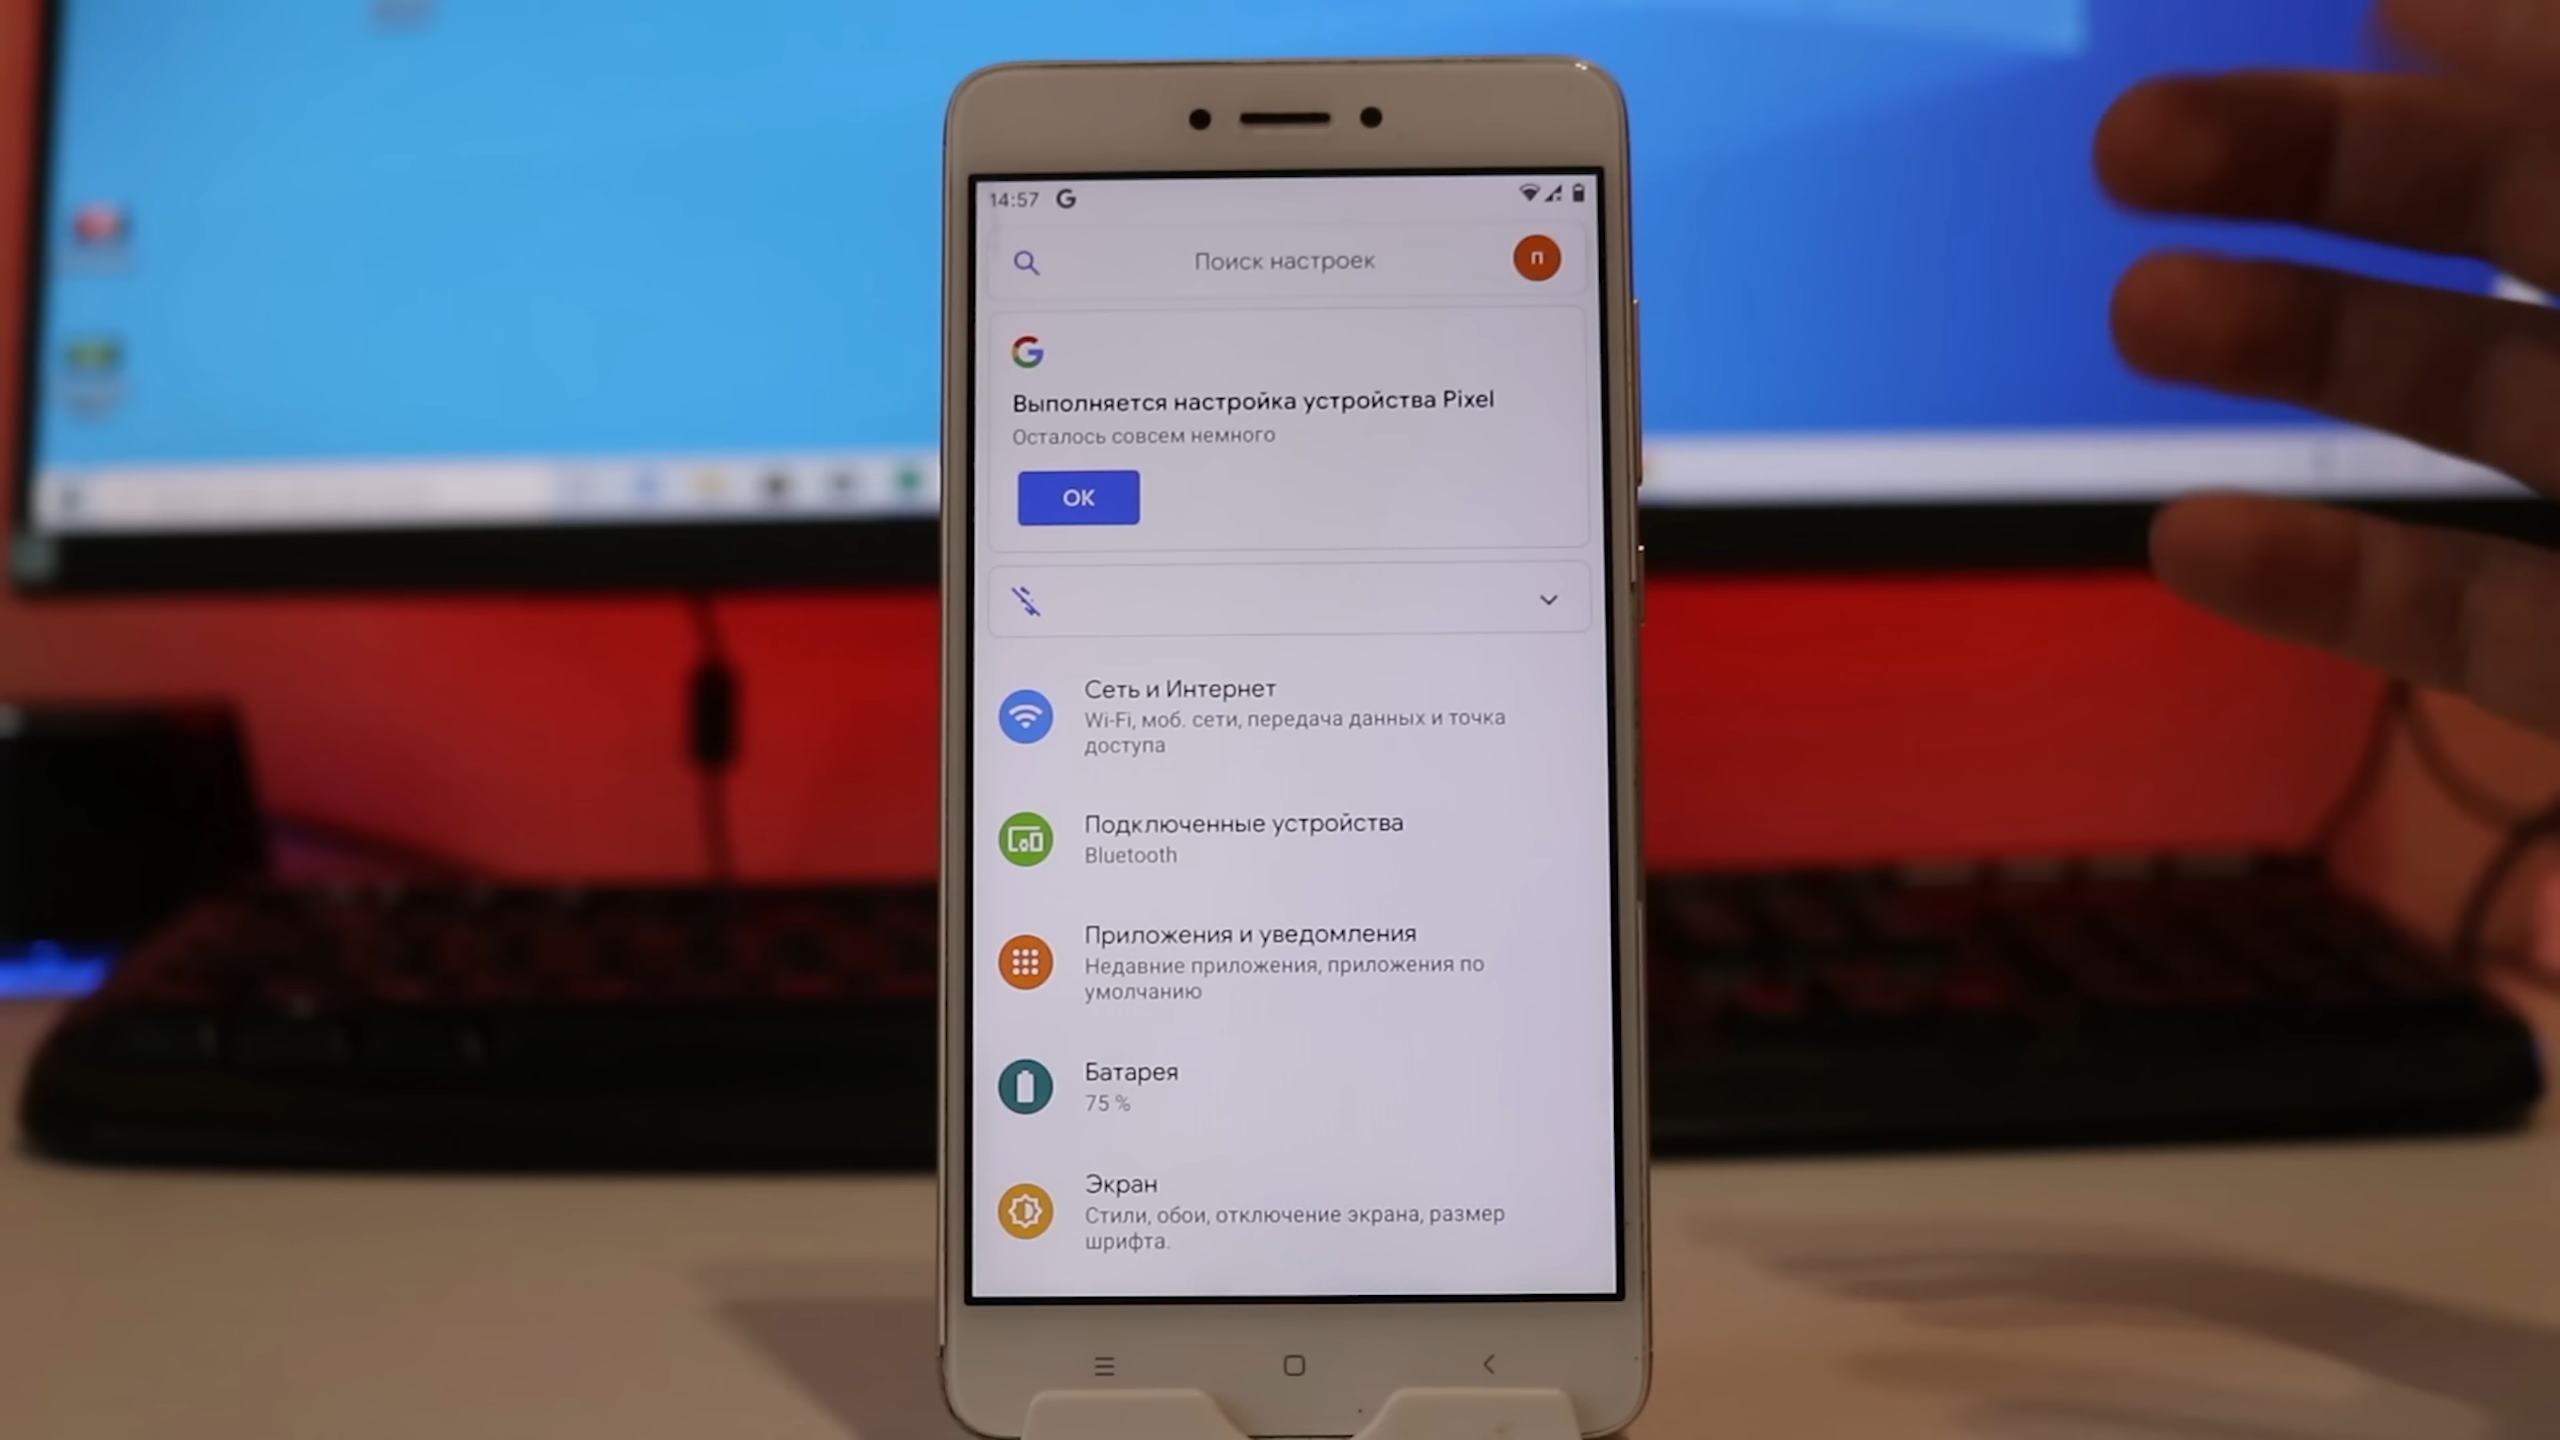 14:57 G
Поиск настроек
П
G
Выполняется настройка устройства Pixel
Осталось совсем немного
ОК
Сеть и Интернет
Wi-Fi, моб. сети, передача данных и точка
доступа
Подключенные устройства
Bluetooth
Приложения и уведомления
Недавние приложения, приложения по
умолчанию
Батарея
75 %
Экран
Стили, обои, отключение экрана, размер
шрифта.